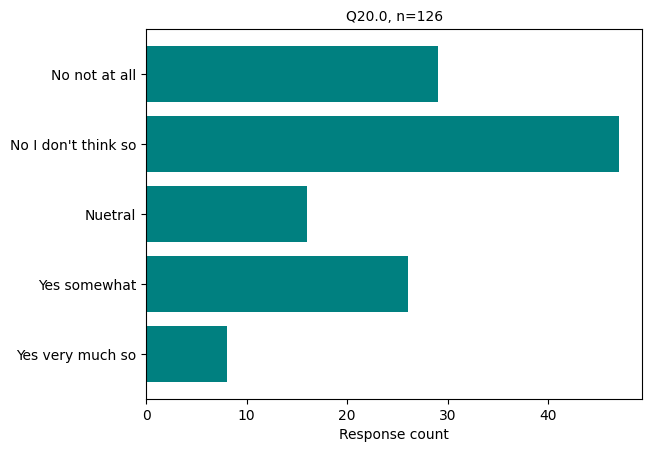 Q20.0, n=126
No not at all
No I don't think so
Nuetral
Yes somewhat
Yes very much so
0 10 20 30 40
Response count